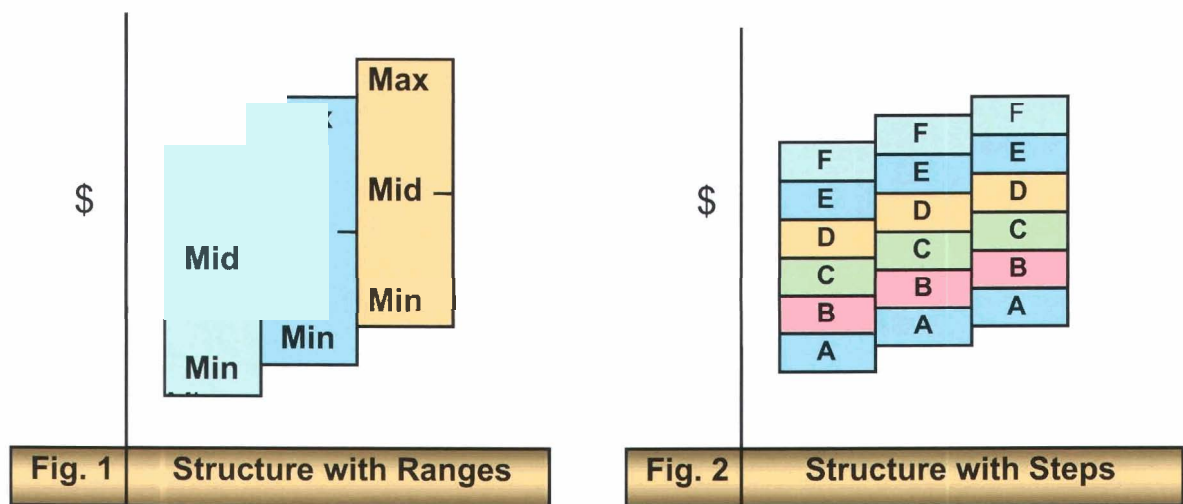 $
Mid
Min
Min
Max
Mid
Min
Fig. 1
Structure with Ranges
$
F
E
D
C
B
A
F
E
D
C
B
A
F
E
D
C
B
A
Fig. 2
Structure with Steps